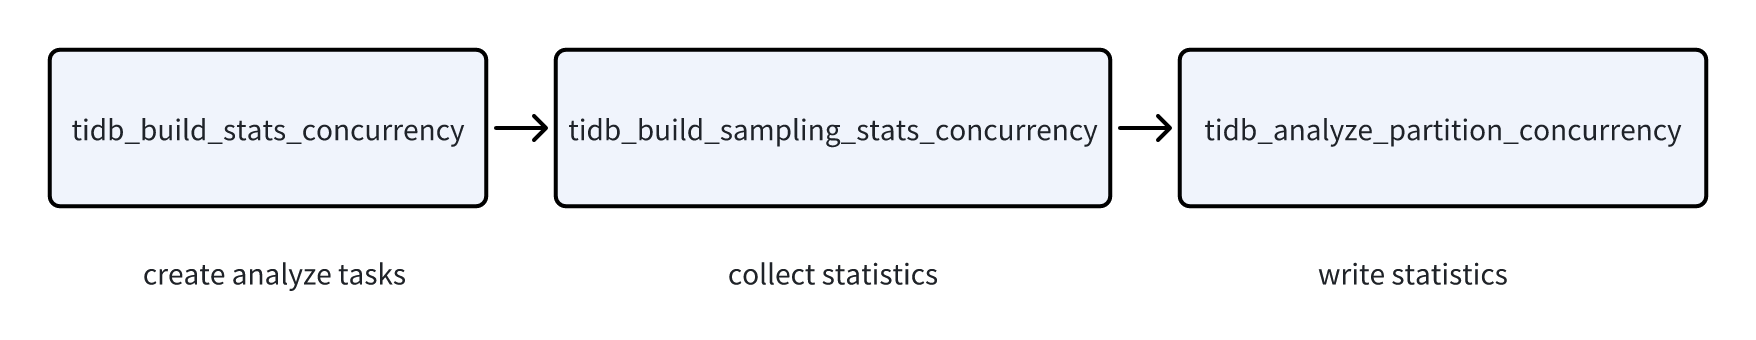 tidb_build_stats_concurrency
tidb_build_sampling_stats_concurrency
tidb_analyze_partition_concurrency
create analyze tasks
collect statistics
write statistics